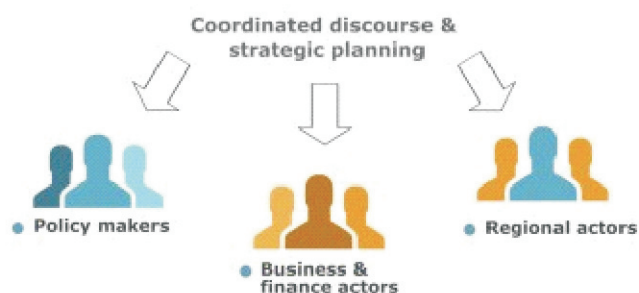 Coordinated discourse &
strategic planning
Policy makers
Business &
finance actors
Regional actors